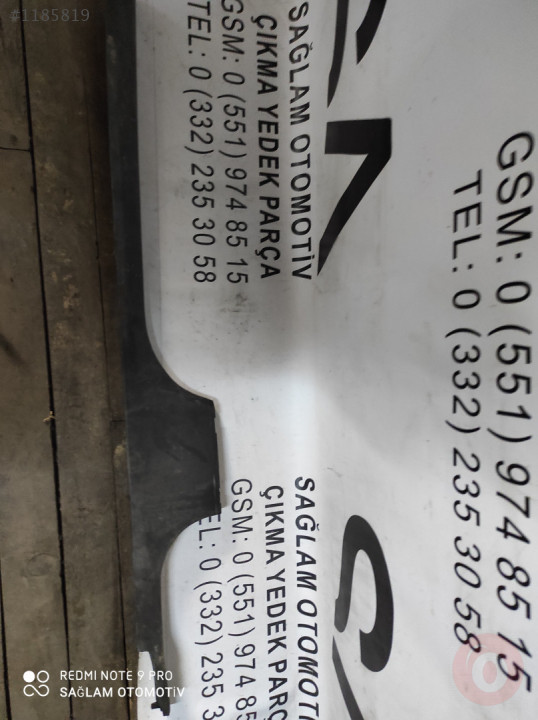 #1185819
SAĞLAM OTOMOTİV
ÇIKMA YEDEK PARÇA
GSM: 0 (551) 974 85 15
TEL: 0 (332) 235 30 58
GSM: 0 (551) 974 85 15
TEL: 0 (332) 235 30 58
SAĞLAM OTOMOT
ÇIKMA YEDEK PARÇ
GSM: 0 (551) 974 85
EL: 0 (332) 235 3
REDMI NOTE 9 PRO
SAĞLAM OTOMOTİV